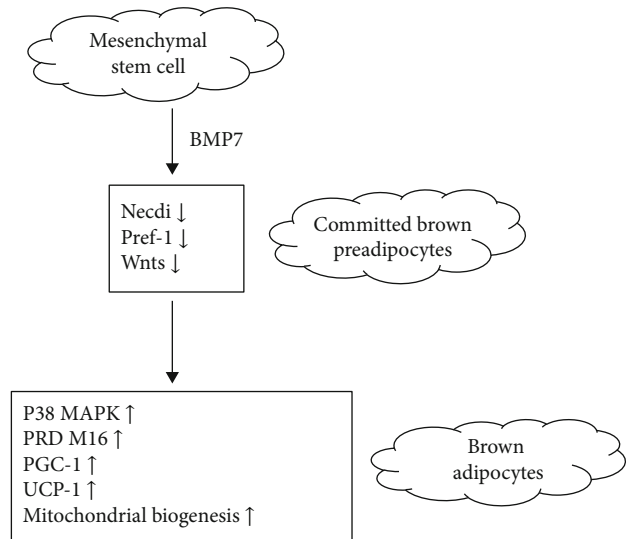 Mesenchymal
stem cell
BMP7
Necdi ↓
Pref-1 ↓
Wnts ↓
Committed brown
preadipocytes
P38 MAPK ↑
PRD M16 ↑
PGC-1 ↑
UCP-1 ↑
Mitochondrial biogenesis ↑
Brown
adipocytes